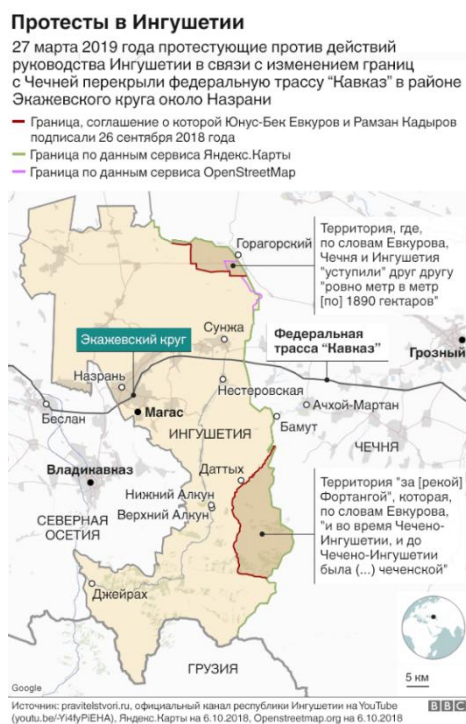 Протесты в Ингушетии
27 марта 2019 года протестующие против действий
руководства Ингушетии в связи с изменением границ
с Чечней перекрыли федеральную трассу “Кавказ” в районе
Экажевского круга около Назрани
Граница, соглашение о которой Юнус-Бек Евкуров и Рамзан Кадыров
подписали 26 сентября 2018 года
Граница по данным сервиса Яндекс.Карты
Граница по данным сервиса OpenStreetMap
Территория, где,
по словам Евкурова,
Чечня и Ингушетия
"уступили" друг другу
"ровно метр в метр
[по] 1890 гектаров"
Горагорский
Сунжа
Экажевский круг
Федеральная
трасса “Кавказ”
Грозный
Назрань
Нестеровская
Беслан
Магас
Ачхой-Мартан
Бамут
ИНГУШЕТИЯ
ЧЕЧНЯ
Владикавказ
Даттых
Нижний Алкун
Верхний Алкун
СЕВЕРНАЯ
ОСЕТИЯ
Территория "за [рекой]
Фортангой", которая,
по словам Евкурова,
"и во время Чечено-
Ингушетии, и до
Чечено-Ингушетии
была (...) чеченской"
Джейрах
ГРУЗИЯ
5 км
Google
Источник: pravitelstvori.ru, официальный канал республики Ингушетии на YouTube
(youtu.be/-Yi4fyPiEHA), Яндекс.Карты на 6.10.2018, Openstreetmap.org на 6.10.2018
BBC